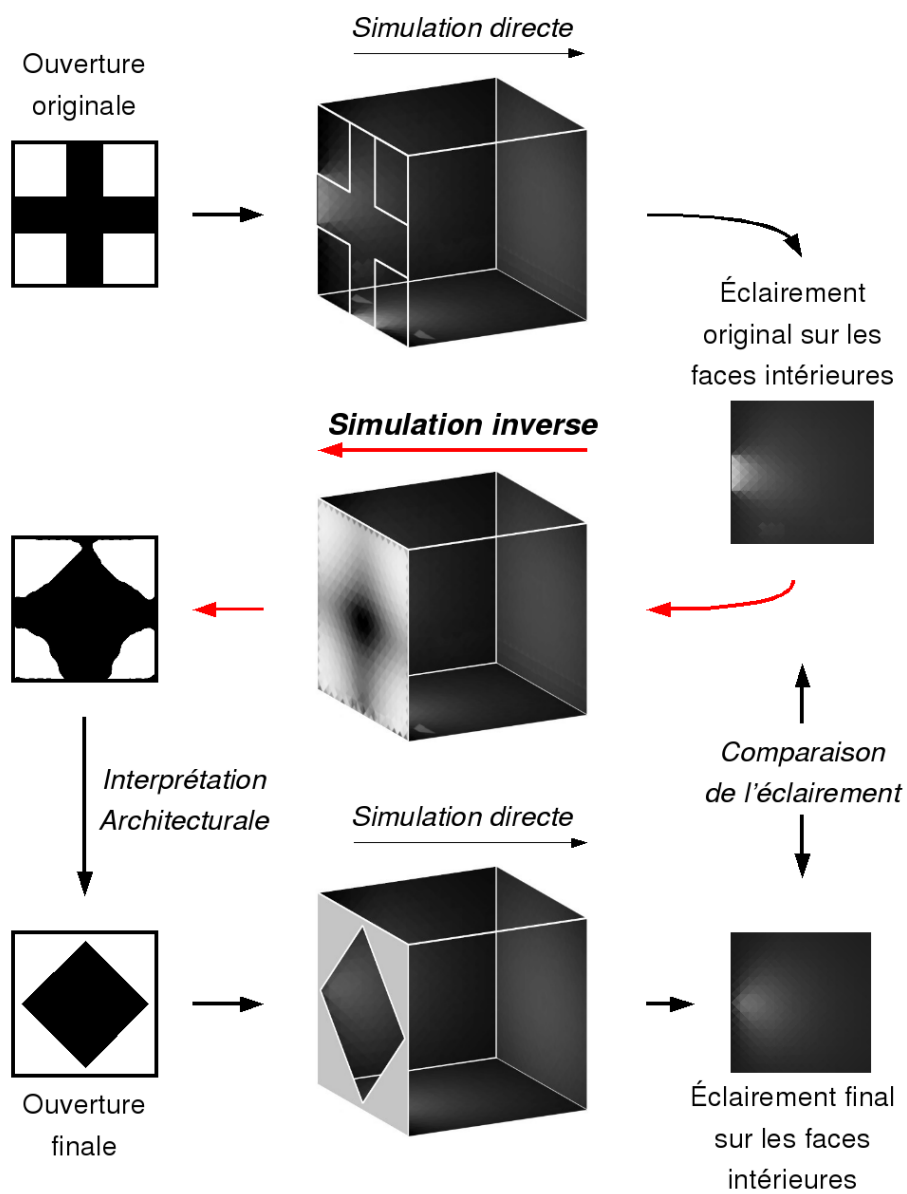 Simulation directe
Ouverture
originale
Éclairement
original sur les
faces intérieures
Simulation inverse
Interprétation
Architecturale
Comparaison
de l'éclairement
Simulation directe
Ouverture
finale
Éclairement final
sur les faces
intérieures